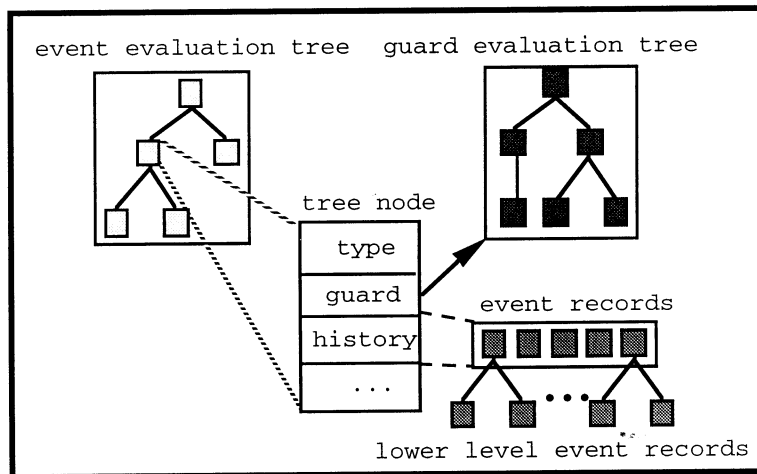 event evaluation tree
guard evaluation tree
tree node
type
guard
history
...
event records
lower level event records